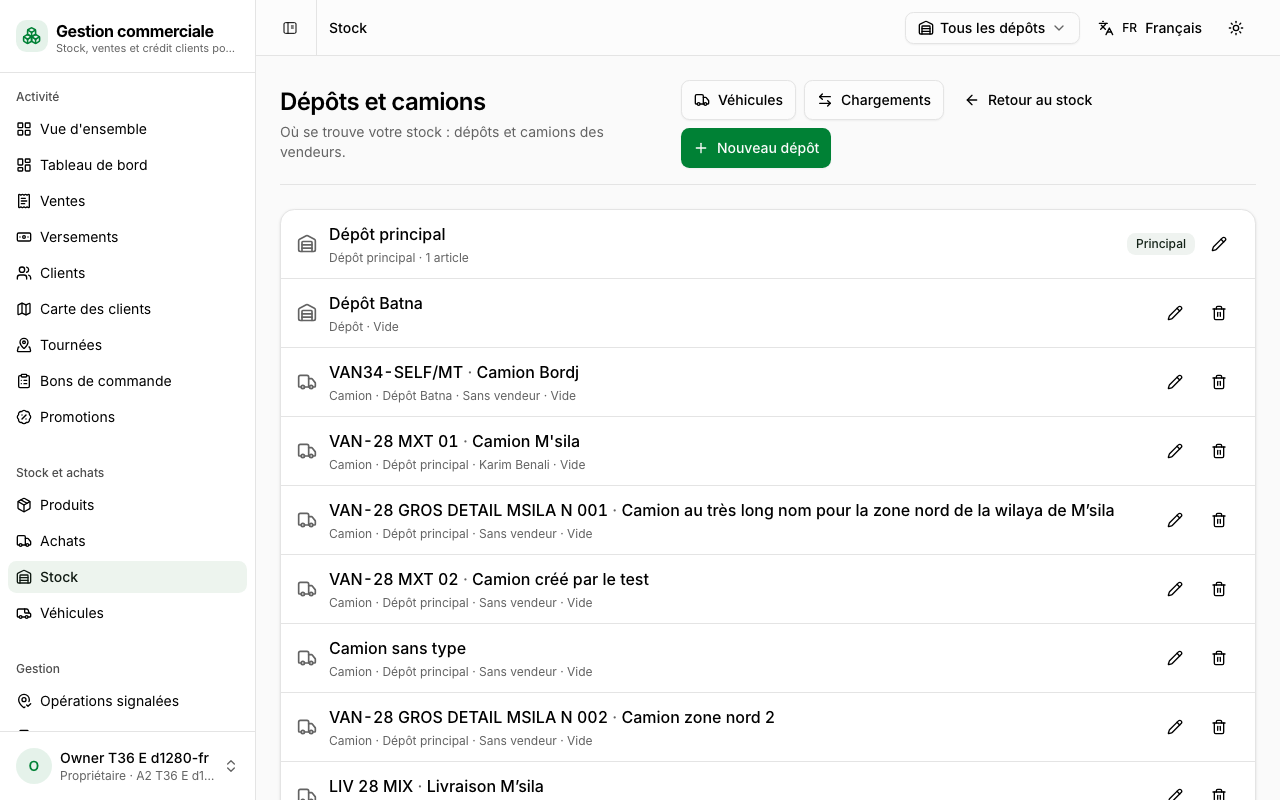 Gestion commerciale
Stock, ventes et crédit clients po...
Activité
Vue d'ensemble
Tableau de bord
Ventes
Versements
Clients
Carte des clients
Tournées
Bons de commande
Promotions
Stock et achats
Produits
Achats
Stock
Véhicules
Gestion
Opérations signalées
O
Owner T36 E d1280-fr
Propriétaire · A2 T36 E d1...
Stock
Tous les dépôts
FR Français
Dépôts et camions
Où se trouve votre stock : dépôts et camions des
vendeurs.
Véhicules
Chargements
Retour au stock
Nouveau dépôt
Dépôt principal
Dépôt principal · 1 article
Principal
Dépôt Batna
Dépôt · Vide
VAN34-SELF/MT · Camion Bordj
Camion · Dépôt Batna · Sans vendeur · Vide
VAN-28 MXT 01 · Camion M'sila
Camion · Dépôt principal · Karim Benali · Vide
VAN-28 GROS DETAIL MSILA N 001 · Camion au très long nom pour la zone nord de la wilaya de M’sila
Camion · Dépôt principal · Sans vendeur · Vide
VAN-28 MXT 02 · Camion créé par le test
Camion · Dépôt principal · Sans vendeur · Vide
Camion sans type
Camion · Dépôt principal · Sans vendeur · Vide
VAN-28 GROS DETAIL MSILA N 002 · Camion zone nord 2
Camion · Dépôt principal · Sans vendeur · Vide
LIV 28 MIX · Livraison M’sila